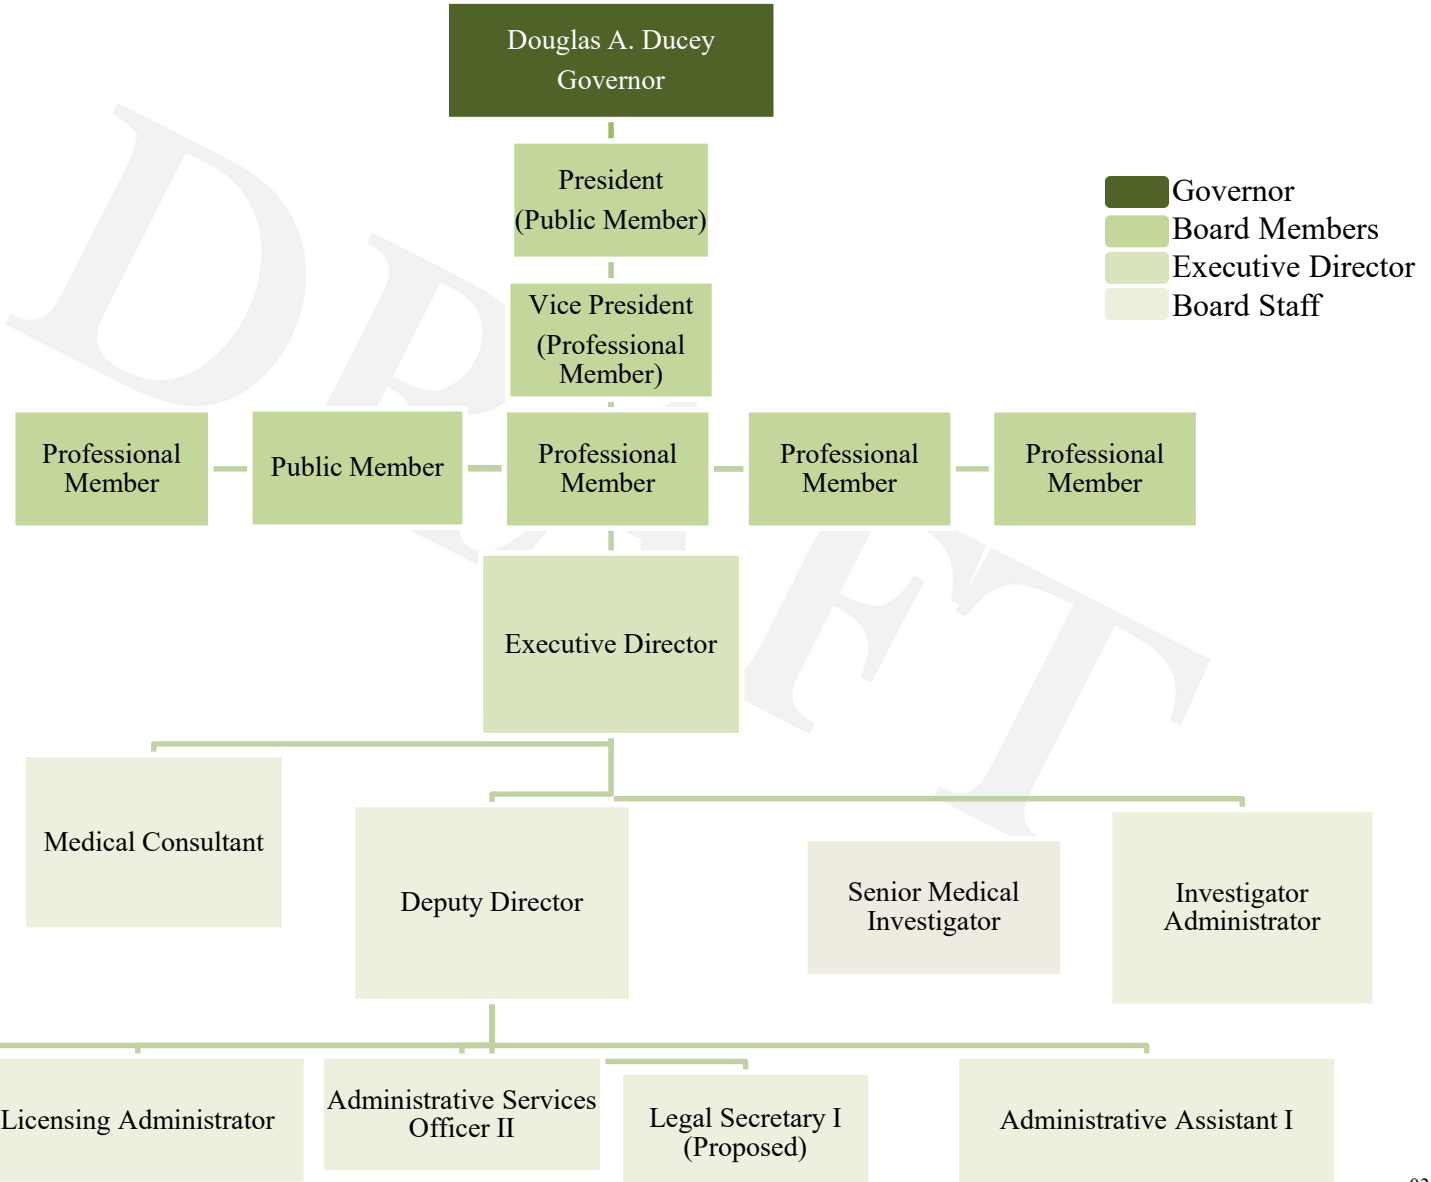 Douglas A. Ducey
Governor
President
(Public Member)
Governor
Board Members
Executive Director
Board Staff
Vice President
(Professional
Member)
Professional
Member
Public Member
Professional
Member
Professional
Member
Professional
Member
Executive Director
Medical Consultant
Deputy Director
Senior Medical
Investigator
Investigator
Administrator
Licensing Administrator
Administrative Services
Officer II
Legal Secretary I
(Proposed)
Administrative Assistant I
DRAFT